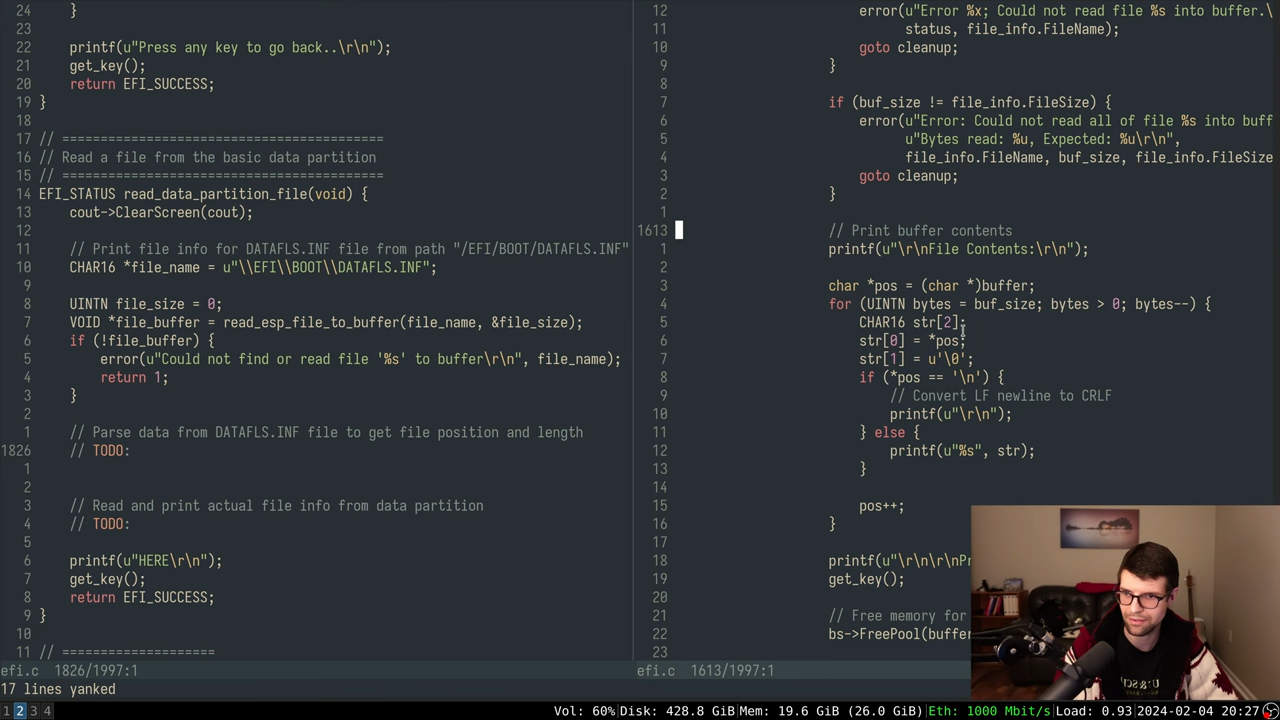 24     }
23
22     printf(u"Press any key to go back..\r\n");
21     get_key();
20     return EFI_SUCCESS;
19 }
18
17 // ==========================================
16 // Read a file from the basic data partition
15 // ==========================================
14 EFI_STATUS read_data_partition_file(void) {
13     cout->ClearScreen(cout);
12
11     // Print file info for DATAFLS.INF file from path "/EFI/BOOT/DATAFLS.INF"
10     CHAR16 *file_name = u"\\EFI\\BOOT\\DATAFLS.INF";
9
8     UINTN file_size = 0;
7     VOID *file_buffer = read_esp_file_to_buffer(file_name, &file_size);
6     if (!file_buffer) {
5         error(u"Could not find or read file '%s' to buffer\r\n", file_name);
4         return 1;
3     }
2
1     // Parse data from DATAFLS.INF file to get file position and length
1826     // TODO:
1
2
3     // Read and print actual file info from data partition
4     // TODO:
5
6     printf(u"HERE\r\n");
7     get_key();
8     return EFI_SUCCESS;
9 }
10
11 // ====================
efi.c  1826/1997:1
17 lines yanked
12 error(u"Error %x; Could not read file %s into buffer.\
11 status, file_info.FileName);
10 goto cleanup;
9 }
8
7 if (buf_size != file_info.FileSize) {
6 error(u"Error: Could not read all of file %s into buff
5 u"Bytes read: %u, Expected: %u\r\n",
4 file_info.FileName, buf_size, file_info.FileSize
3 goto cleanup;
2 }
1
1613 // Print buffer contents
1 printf(u"\r\nFile Contents:\r\n");
2
3 char *pos = (char *)buffer;
4 for (UINTN bytes = buf_size; bytes > 0; bytes--) {
5 CHAR16 str[2];
6 str[0] = *pos;
7 str[1] = u'\0';
8 if (*pos == '\n') {
9 // Convert LF newline to CRLF
10 printf(u"\r\n");
11 } else {
12 printf(u"%s", str);
13 }
14
15 pos++;
16 }
17
18 printf(u"\r\n\r\nPr
19 get_key();
20
21 // Free memory for
22 bs->FreePool(buffer
23
efi.c  1613/1997:1
1 2 3 4
Vol: 60% Disk: 428.8 GiB Mem: 19.6 GiB (26.0 GiB) Eth: 1000 Mbit/s Load: 0.93 2024-02-04 20:27